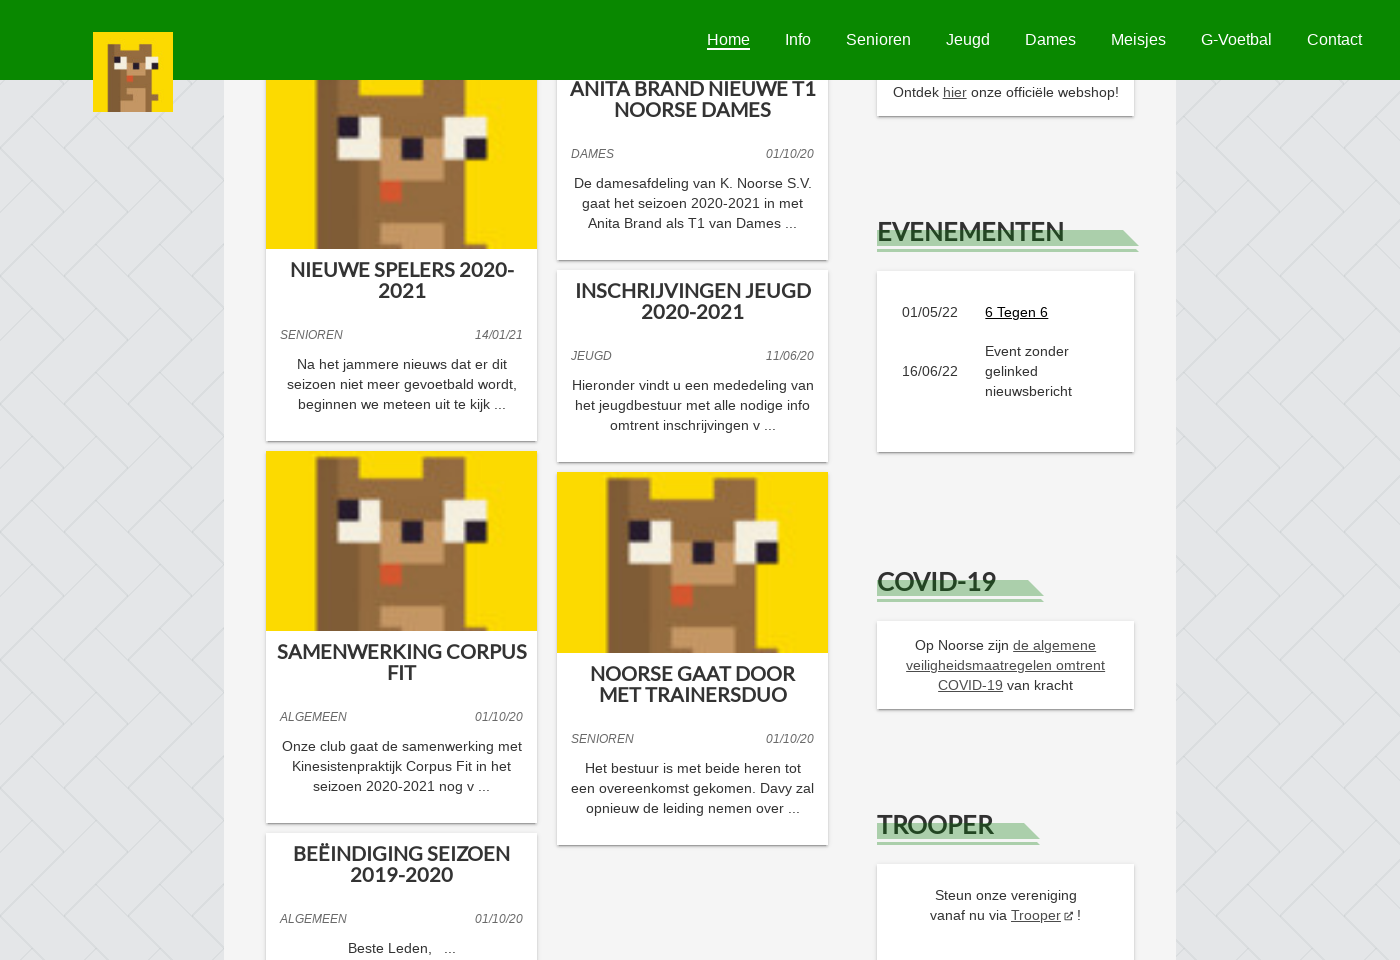 Home Info Senioren Jeugd Dames Meisjes G-Voetbal Contact
NIEUWE SPELERS 2020-
2021
SENIOREN 14/01/21
Na het jammere nieuws dat er dit
seizoen niet meer gevoetbald wordt,
beginnen we meteen uit te kijk ...
SAMENWERKING CORPUS
FIT
ALGEMEEN 01/10/20
Onze club gaat de samenwerking met
Kinesistenpraktijk Corpus Fit in het
seizoen 2020-2021 nog v ...
BEËINDIGING SEIZOEN
2019-2020
ALGEMEEN 01/10/20
Beste Leden, ...
ANITA BRAND NIEUWE T1
NOORSE DAMES
DAMES 01/10/20
De damesafdeling van K. Noorse S.V.
gaat het seizoen 2020-2021 in met
Anita Brand als T1 van Dames ...
INSCHRIJVINGEN JEUGD
2020-2021
JEUGD 11/06/20
Hieronder vindt u een mededeling van
het jeugdbestuur met alle nodige info
omtrent inschrijvingen v ...
NOORSE GAAT DOOR
MET TRAINERSDUO
SENIOREN 01/10/20
Het bestuur is met beide heren tot
een overeenkomst gekomen. Davy zal
opnieuw de leiding nemen over ...
Ontdek hier onze officiële webshop!
EVENEMENTEN
01/05/22 6 Tegen 6
16/06/22 Event zonder
gelinked
nieuwsbericht
COVID-19
Op Noorse zijn de algemene
veiligheidsmaatregelen omtrent
COVID-19 van kracht
TROOPER
Steun onze vereniging
vanaf nu via Trooper !